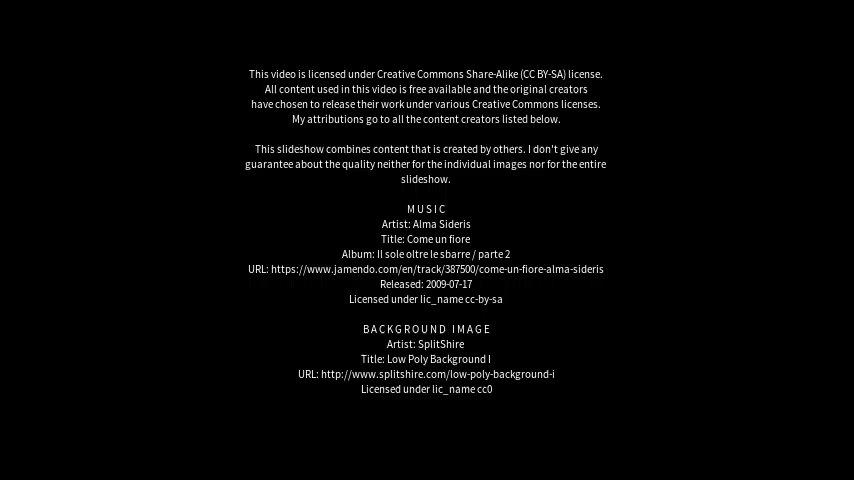 This video is licensed under Creative Commons Share-Alike (CC BY-SA) license.
All content used in this video is free available and the original creators
have chosen to release their work under various Creative Commons licenses.
My attributions go to all the content creators listed below.
This slideshow combines content that is created by others. I don't give any
guarantee about the quality neither for the individual images nor for the entire
slideshow.
MUSIC
Artist: Alma Sideris
Title: Come un fiore
Album: Il sole oltre le sbarre / parte 2
URL: https://www.jamendo.com/en/track/387500/come-un-fiore-alma-sideris
Released: 2009-07-17
Licensed under lic_name cc-by-sa
BACKGROUND IMAGE
Artist: SplitShire
Title: Low Poly Background I
URL: http://www.splitshire.com/low-poly-background-i
Licensed under lic_name cc0